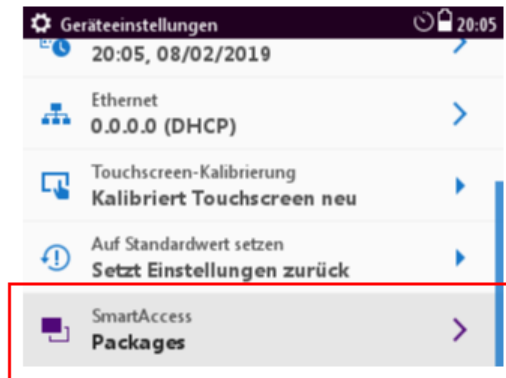 Geräteeinstellungen 20:05
20:05, 08/02/2019
Ethernet
0.0.0.0 (DHCP)
Touchscreen-Kalibrierung
Kalibriert Touchscreen neu
Auf Standardwert setzen
Setzt Einstellungen zurück
SmartAccess
Packages